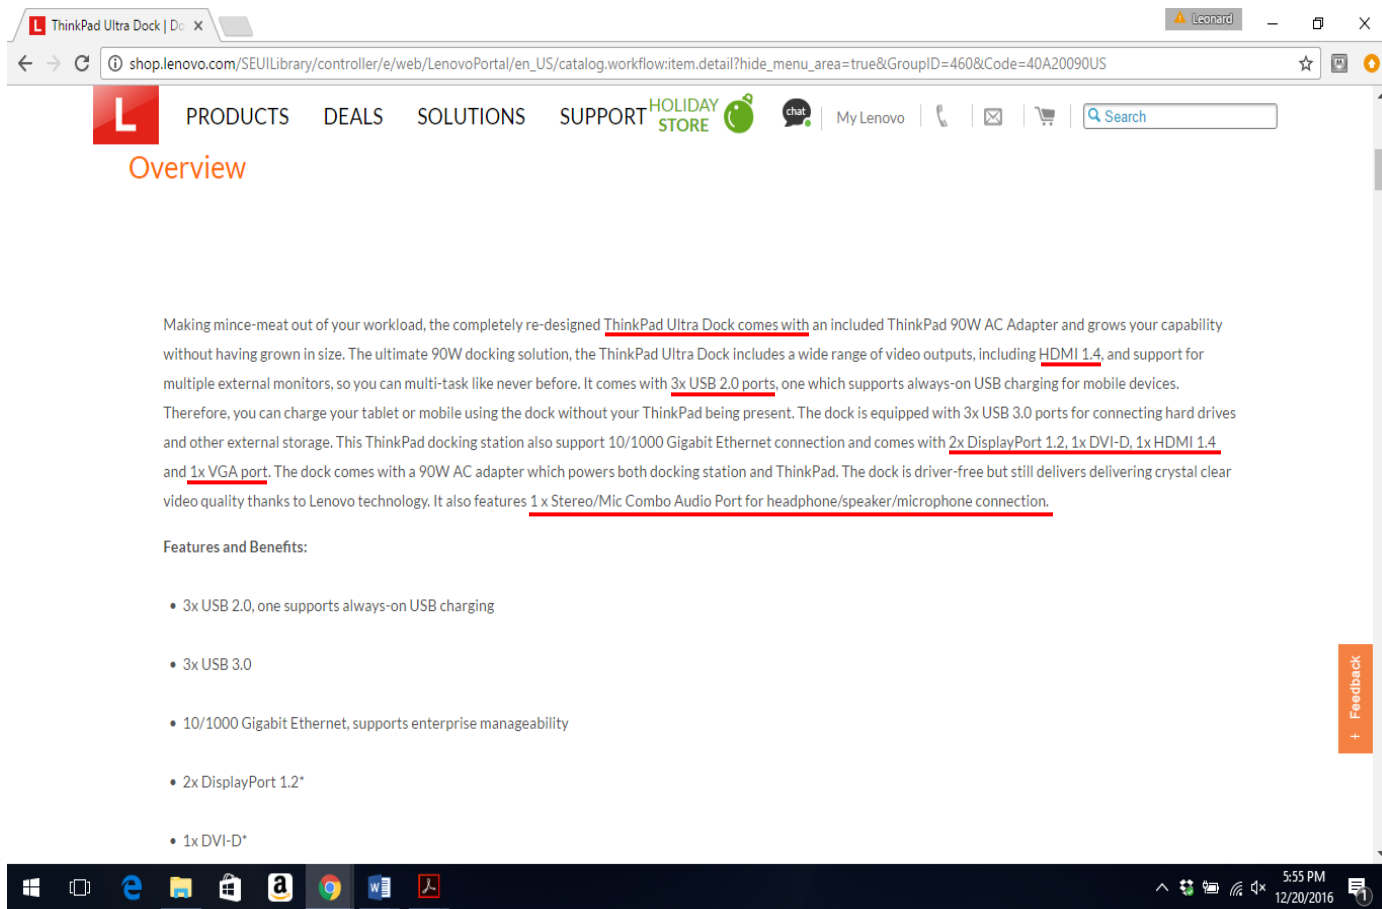 L ThinkPad Ultra Dock | Do
Leonard
shop.lenovo.com/SEUILibrary/controller/e/web/LenovoPortal/en_US/catalog.workflow:item.detail?hide_menu_area=true&GroupID=460&Code=40A20090US
L PRODUCTS DEALS SOLUTIONS SUPPORT HOLIDAY STORE chat My Lenovo Search
Overview
Making mince-meat out of your workload, the completely re-designed ThinkPad Ultra Dock comes with an included ThinkPad 90W AC Adapter and grows your capability
without having grown in size. The ultimate 90W docking solution, the ThinkPad Ultra Dock includes a wide range of video outputs, including HDMI 1.4, and support for
multiple external monitors, so you can multi-task like never before. It comes with 3x USB 2.0 ports, one which supports always-on USB charging for mobile devices.
Therefore, you can charge your tablet or mobile using the dock without your ThinkPad being present. The dock is equipped with 3x USB 3.0 ports for connecting hard drives
and other external storage. This ThinkPad docking station also support 10/1000 Gigabit Ethernet connection and comes with 2x DisplayPort 1.2, 1x DVI-D, 1x HDMI 1.4
and 1x VGA port. The dock comes with a 90W AC adapter which powers both docking station and ThinkPad. The dock is driver-free but still delivers delivering crystal clear
video quality thanks to Lenovo technology. It also features 1 x Stereo/Mic Combo Audio Port for headphone/speaker/microphone connection.
Features and Benefits:
• 3x USB 2.0, one supports always-on USB charging
• 3x USB 3.0
• 10/1000 Gigabit Ethernet, supports enterprise manageability
• 2x DisplayPort 1.2*
• 1x DVI-D*
+ Feedback
5:55 PM
12/20/2016
1